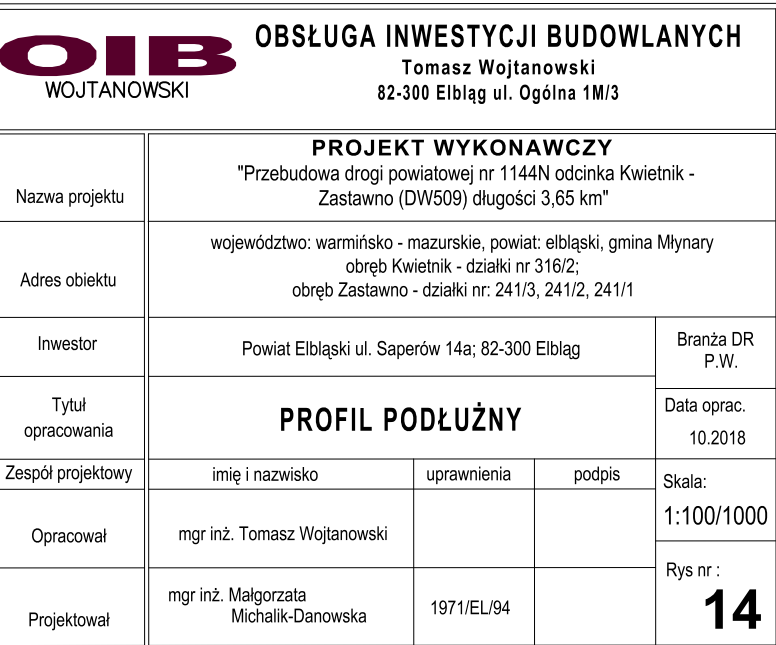 OIB
WOJTANOWSKI
OBSŁUGA INWESTYCJI BUDOWLANYCH
Tomasz Wojtanowski
82-300 Elbląg ul. Ogólna 1M/3
Nazwa projektu
PROJEKT WYKONAWCZY
"Przebudowa drogi powiatowej nr 1144N odcinka Kwietnik -
Zastawno (DW509) długości 3,65 km"
Adres obiektu
województwo: warmińsko - mazurskie, powiat: elbląski, gmina Młynary
obręb Kwietnik - działki nr 316/2;
obręb Zastawno - działki nr: 241/3, 241/2, 241/1
Inwestor
Powiat Elbląski ul. Saperów 14a; 82-300 Elbląg
Branża DR
P.W.
Tytuł
opracowania
PROFIL PODŁUŻNY
Data oprac.
10.2018
Zespół projektowy
imię i nazwisko
uprawnienia
podpis
Skala:
1:100/1000
Opracował
mgr inż. Tomasz Wojtanowski
Projektował
mgr inż. Małgorzata
Michalik-Danowska
1971/EL/94
Rys nr :
14